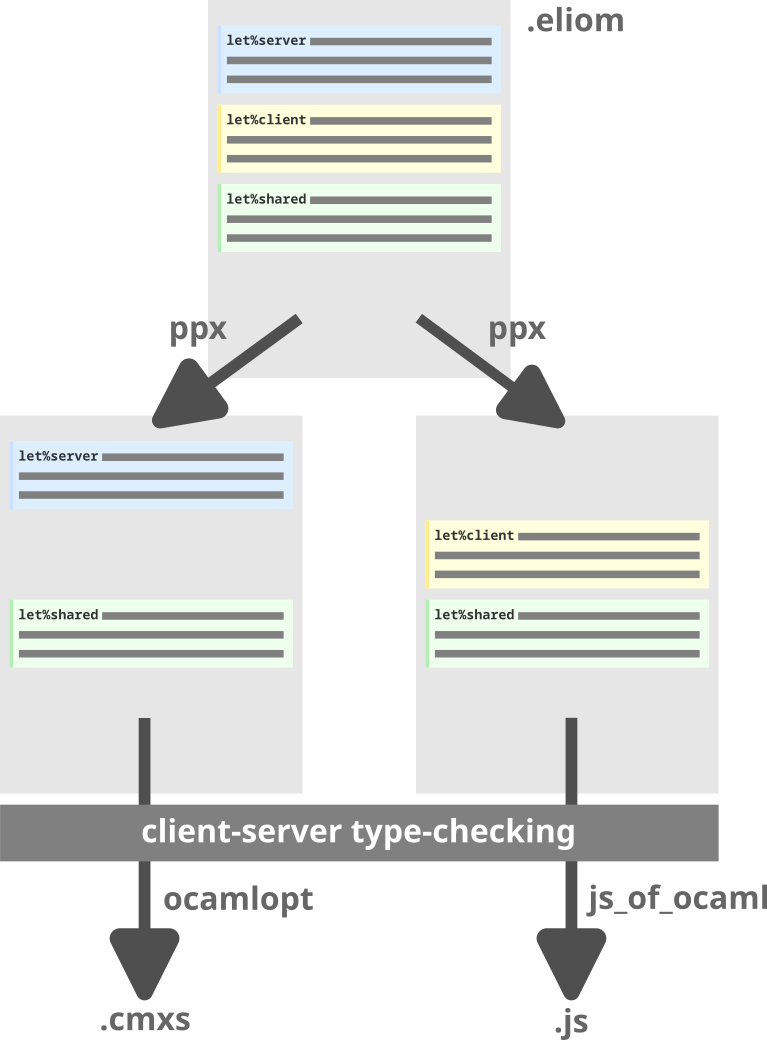 .eliom
let%server
let%client
let%shared
ppx
ppx
let%server
let%shared
let%client
let%shared
client-server type-checking
ocamlopt
js_of_ocaml
.cmxs
.js